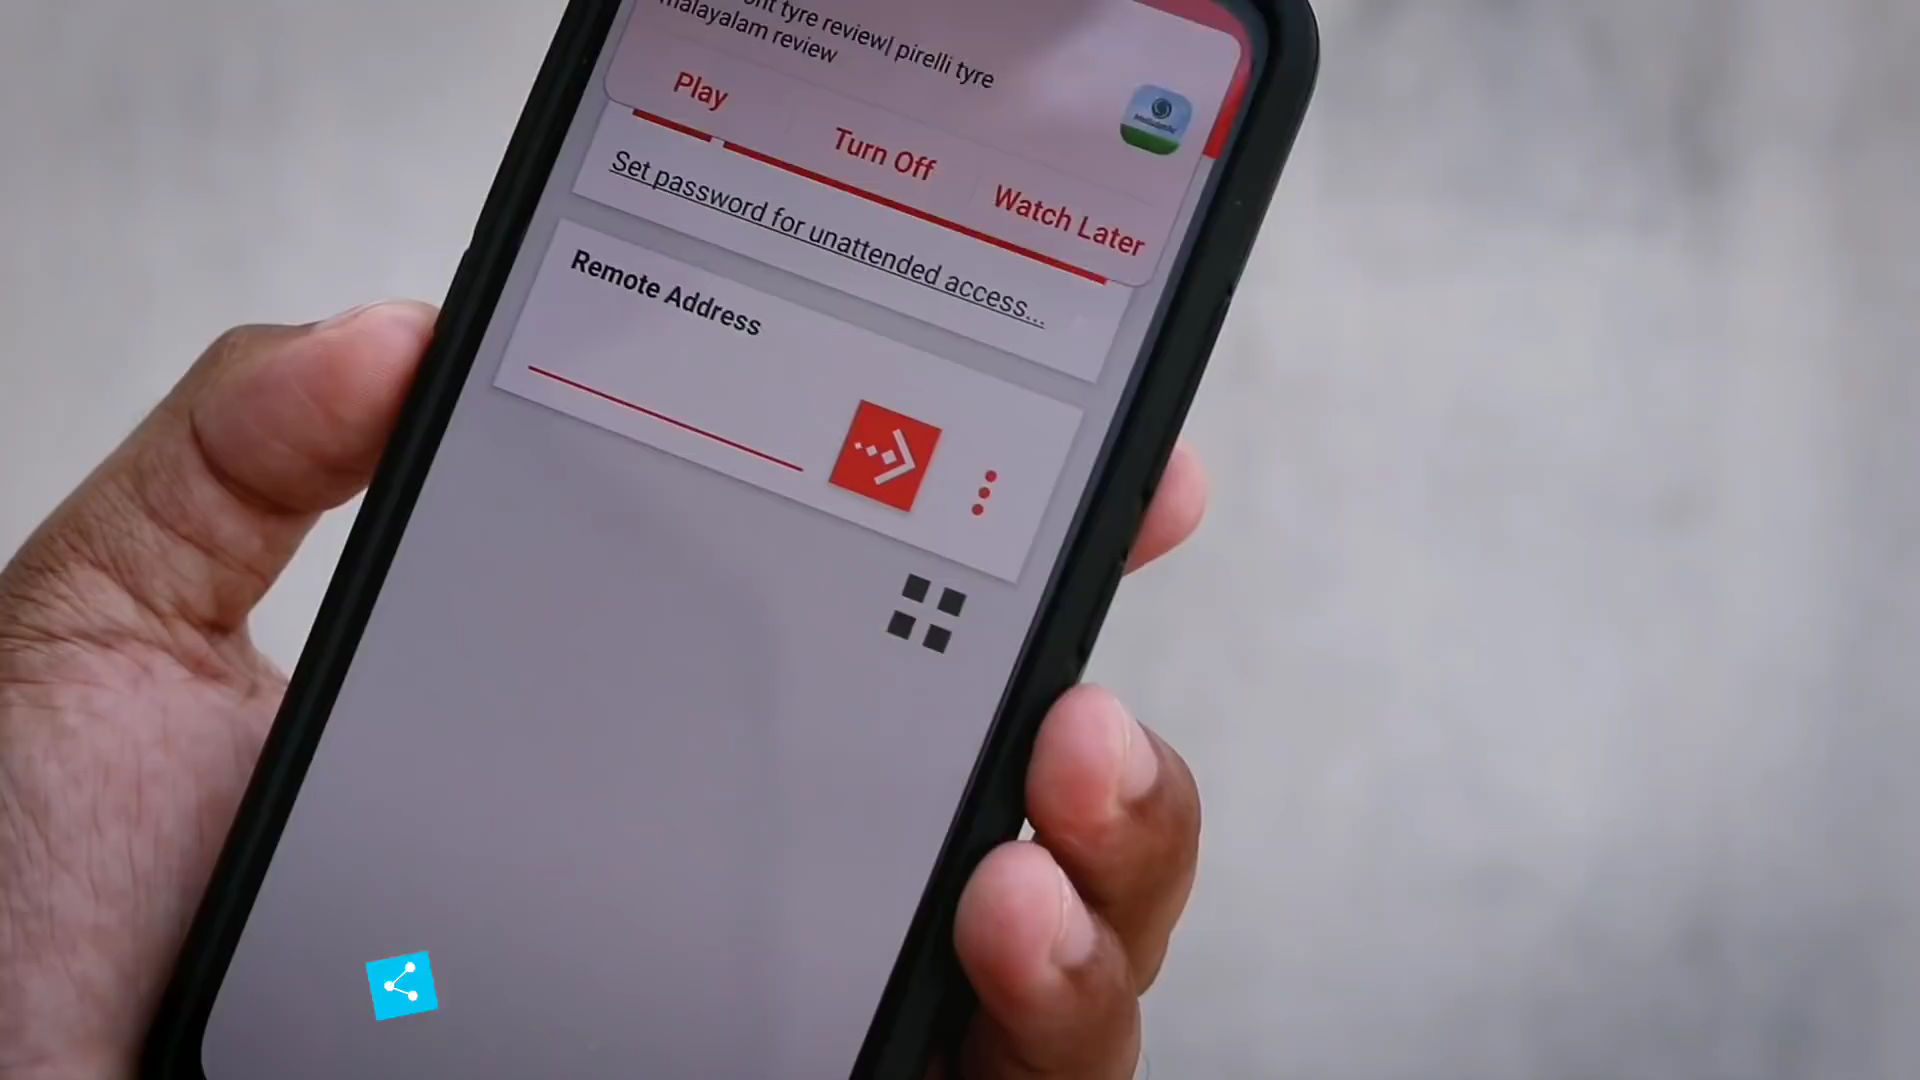 tyre review| pirelli tyre
malayalam review
Play
Turn Off
Watch Later
Set password for unattended access...
Remote Address